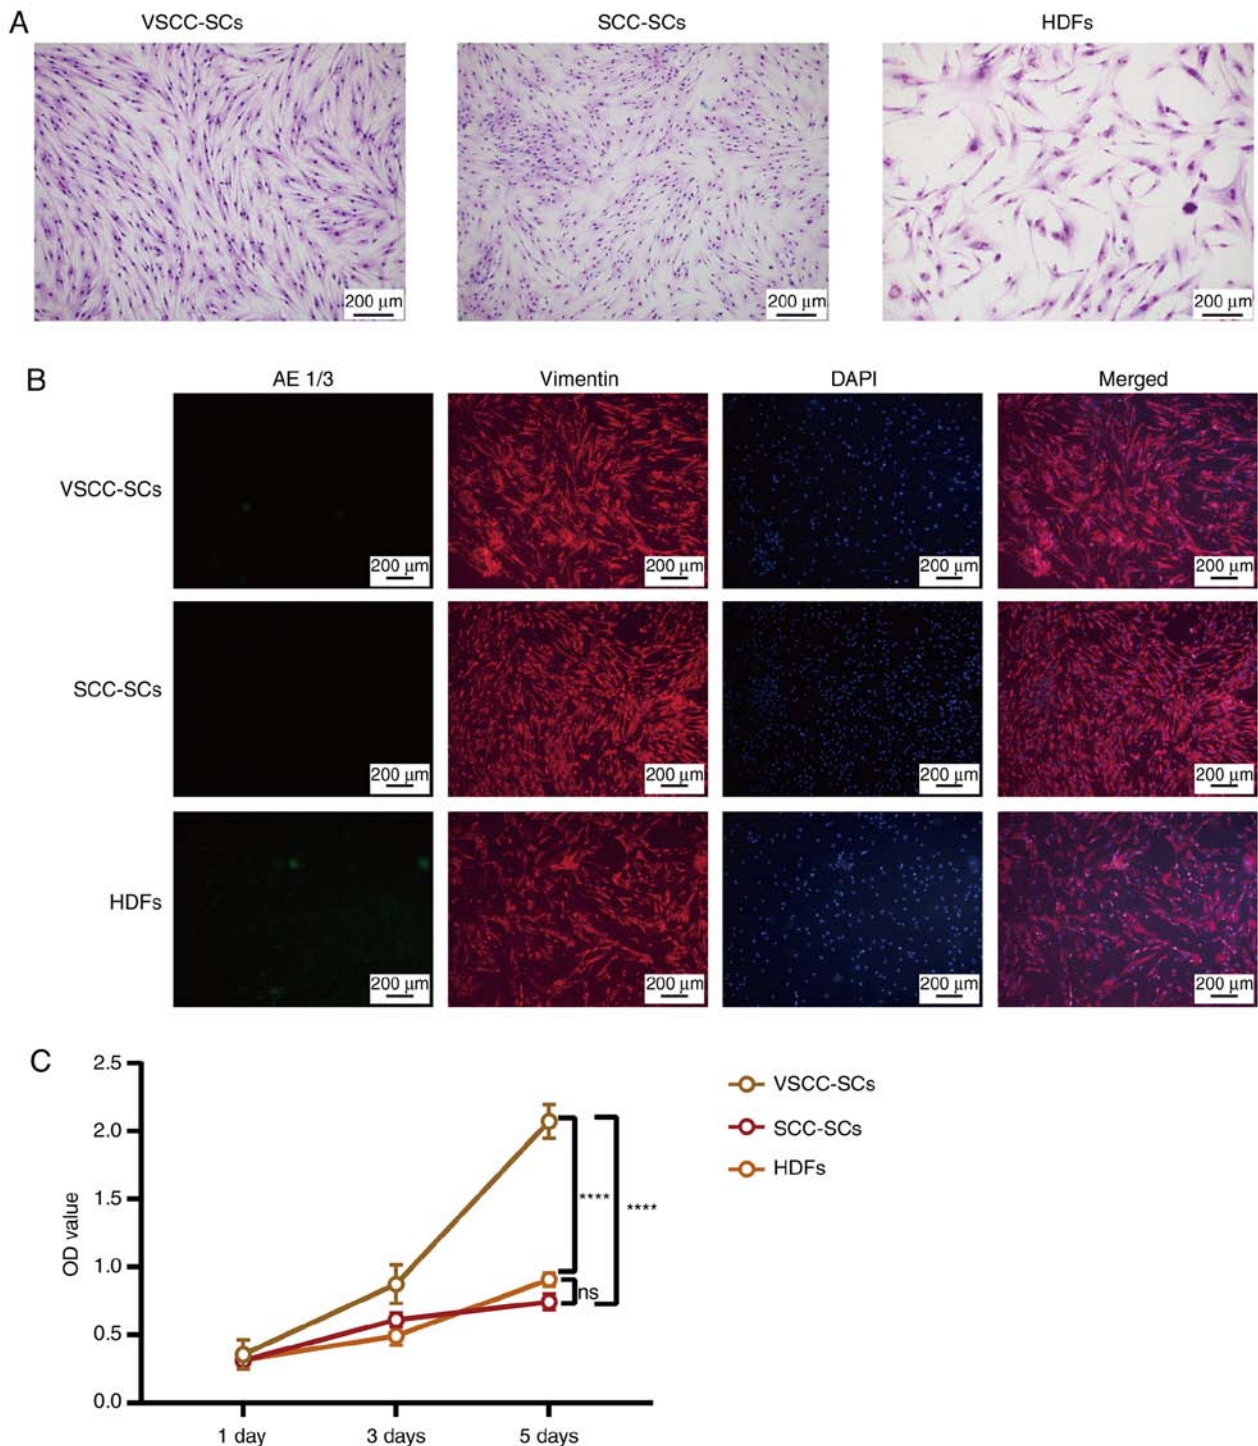 A
VSCC-SCs
SCC-SCs
HDFs
200 μm
200 μm
200 μm
B
AE 1/3
Vimentin
DAPI
Merged
VSCC-SCs
200 μm
200 μm
200 μm
200 μm
SCC-SCs
200 μm
200 μm
200 μm
200 μm
HDFs
200 μm
200 μm
200 μm
200 μm
C
OD value
2.5
2.0
1.5
1.0
0.5
0.0
1 day
3 days
5 days
****
****
ns
VSCC-SCs
SCC-SCs
HDFs